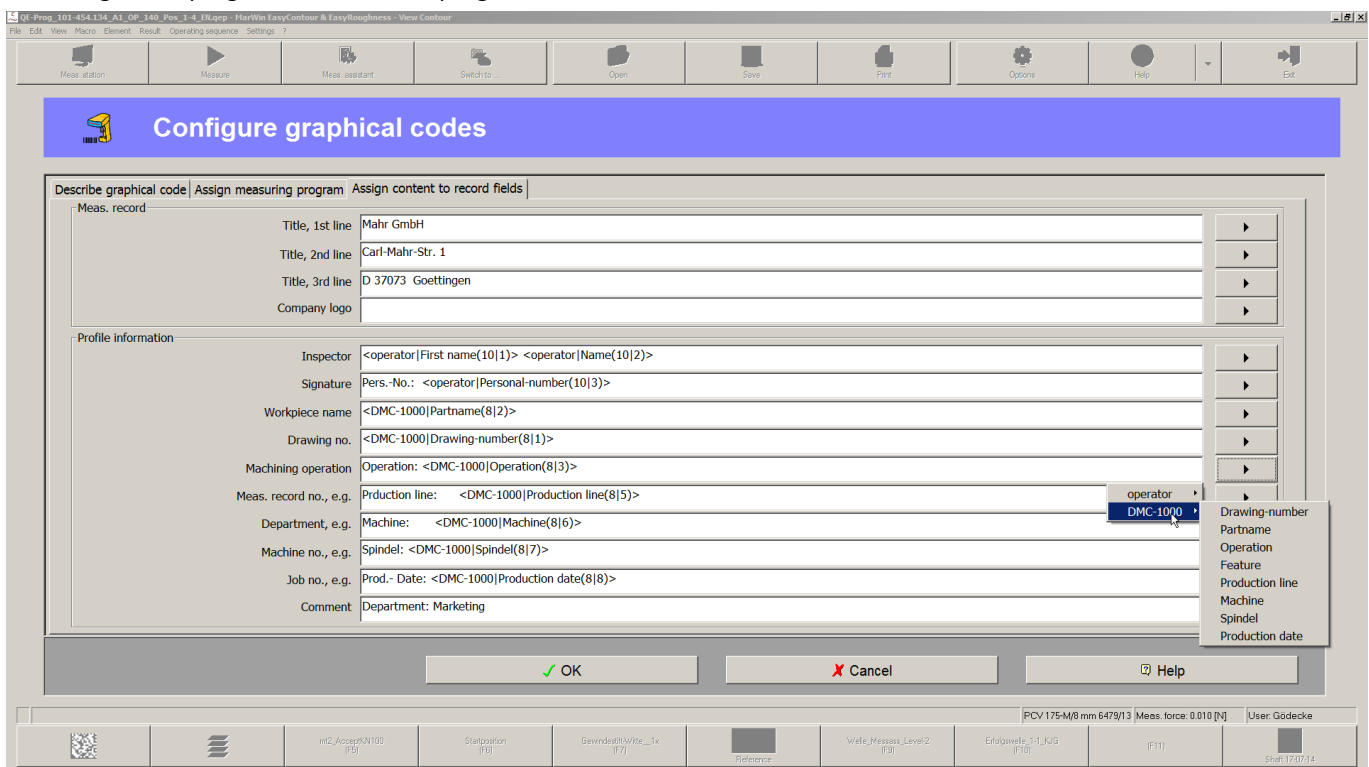 QE-Prog_101-454.134_A1_OP_140_Pos_1-4_EN.qep - MarWin EasyContour & EasyRoughness - View Contour
File Edit View Macro Element Result Operating sequence Settings ?
Meas. station Measure Meas. assistant Switch to ... Open Save Print Options Help Exit
Configure graphical codes
Describe graphical code Assign measuring program Assign content to record fields
Meas. record
Title, 1st line Mahr GmbH
Title, 2nd line Carl-Mahr-Str. 1
Title, 3rd line D 37073 Goettingen
Company logo
Profile information
Inspector <operator|First name(10|1)> <operator|Name(10|2)>
Signature Pers.-No.: <operator|Personal-number(10|3)>
Workpiece name <DMC-1000|Partname(8|2)>
Drawing no. <DMC-1000|Drawing-number(8|1)>
Machining operation Operation: <DMC-1000|Operation(8|3)>
Meas. record no., e.g. Prduction line: <DMC-1000|Production line(8|5)>
Department, e.g. Machine: <DMC-1000|Machine(8|6)>
Machine no., e.g. Spindel: <DMC-1000|Spindel(8|7)>
Job no., e.g. Prod.- Date: <DMC-1000|Production date(8|8)>
Comment Department: Marketing
operator
DMC-1000
Drawing-number
Partname
Operation
Feature
Production line
Machine
Spindel
Production date
OK Cancel Help
PCV 175-M/8 mm 6479/13 Meas. force: 0.010 [N] User: Gödecke
mt2_AcceptKN100 Startposition Gewindestift-Witte__1x Welle_Messass_Level-2 Erfolgswelle_1-1_KJG
(F5) (F6) (F7) Reference (F9) (F10) (F11) Shaft 17-07-14